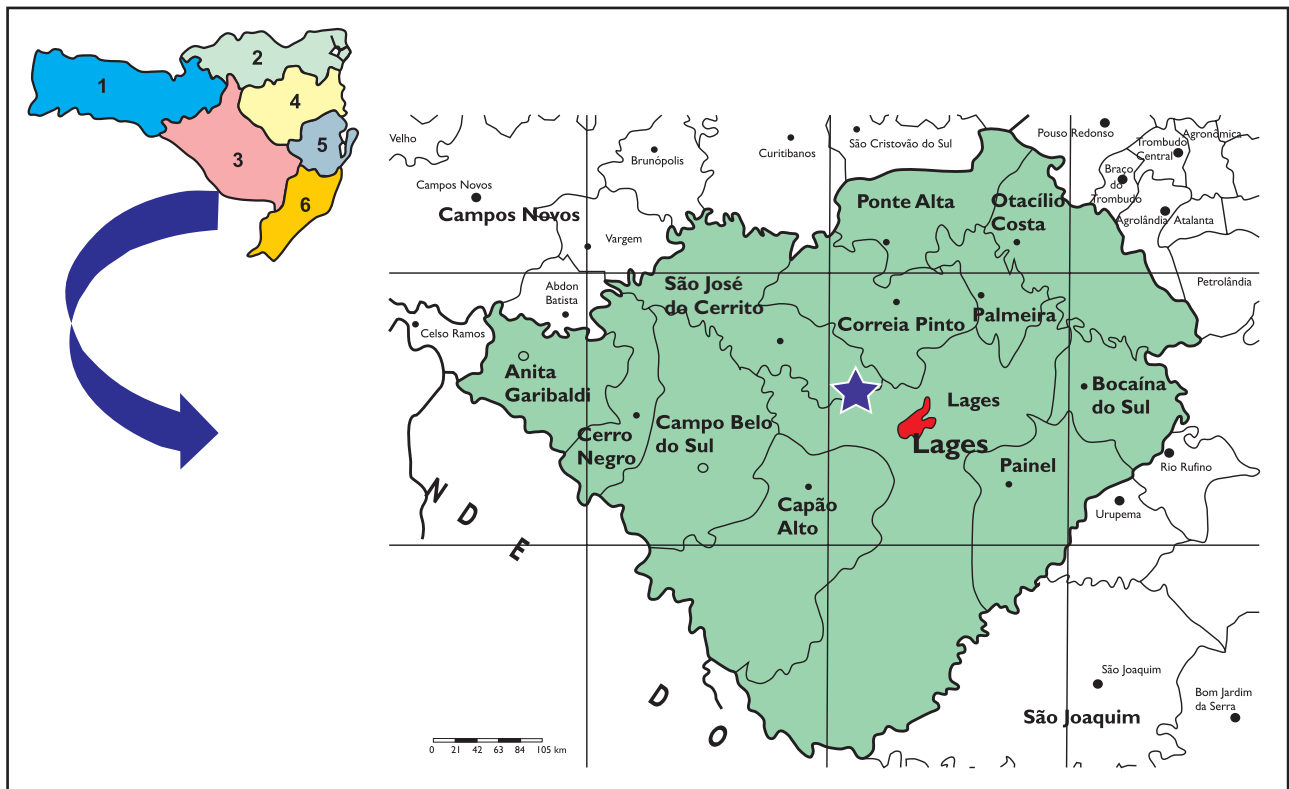 1
2
3
4
5
6
Velho
Brunópolis
Curitibanos
São Cristovão do Sul
Pouso Redonso
Agronômica
Trombudo
Central
Braço
do
Trombudo
Agrolândia
Atalanta
Petrolândia
Campos Novos
Campos Novos
Vargem
Abdon
Batista
Celso Ramos
Ponte Alta
Otacílio
Costa
São José
do Cerrito
Correia Pinto
Palmeira
Anita
Garibaldi
Cerro
Negro
Campo Belo
do Sul
Lages
Lages
Bocaína
do Sul
Painel
Capão
Alto
Rio Rufino
Urupema
São Joaquim
São Joaquim
Bom Jardim
da Serra
N D E
D O
0 21 42 63 84 105 km